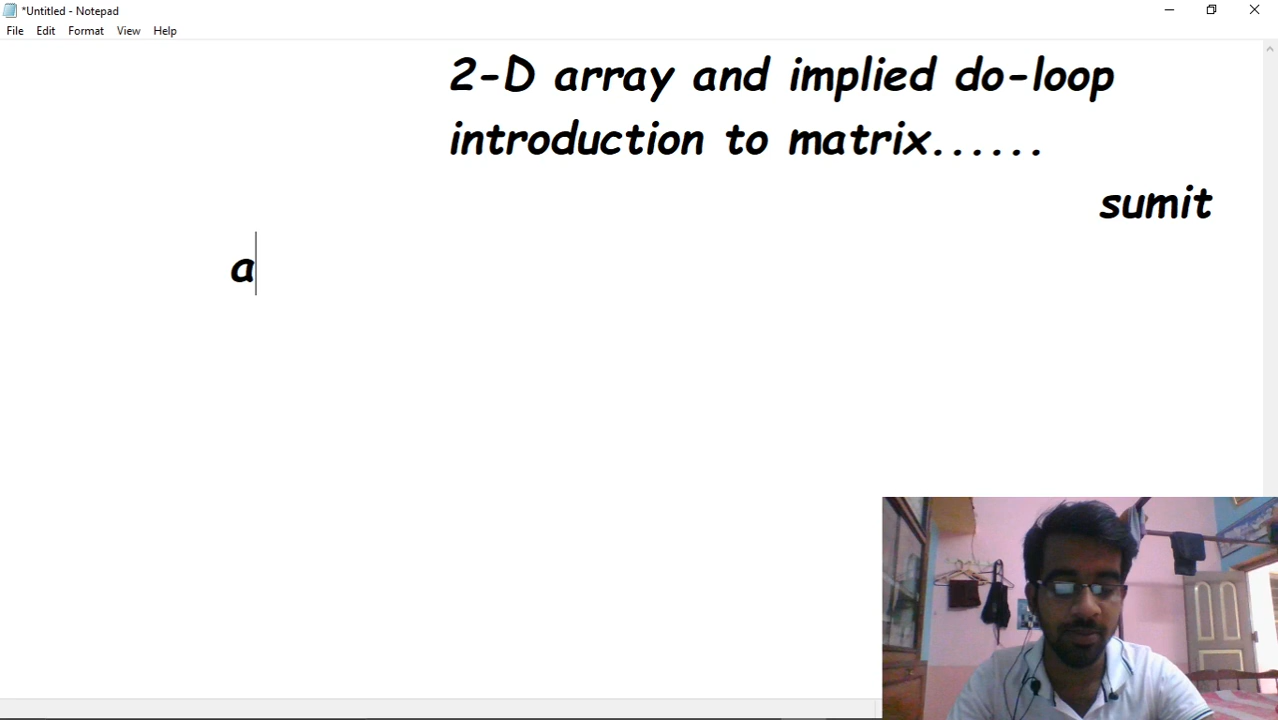 *Untitled - Notepad
File Edit Format View Help
2-D array and implied do-loop
introduction to matrix......
sumit
a